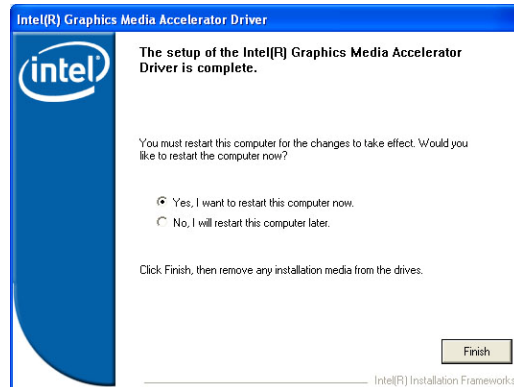 Intel(R) Graphics Media Accelerator Driver
intel
The setup of the Intel(R) Graphics Media Accelerator
Driver is complete.
You must restart this computer for the changes to take effect. Would you
like to restart the computer now?
Yes, I want to restart this computer now.
No, I will restart this computer later.
Click Finish, then remove any installation media from the drives.
Finish
Intel(R) Installation Frameworks